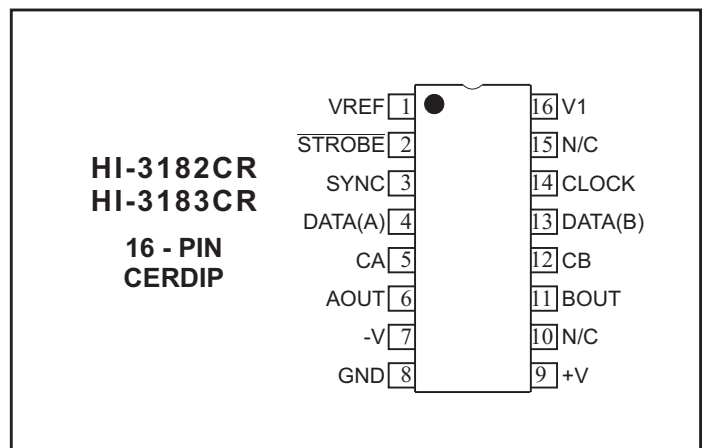 HI-3182CR
HI-3183CR
16 - PIN
CERDIP
VREF 1 16 V1
STROBE 2 15 N/C
SYNC 3 14 CLOCK
DATA(A) 4 13 DATA(B)
CA 5 12 CB
AOUT 6 11 BOUT
-V 7 10 N/C
GND 8 9 +V